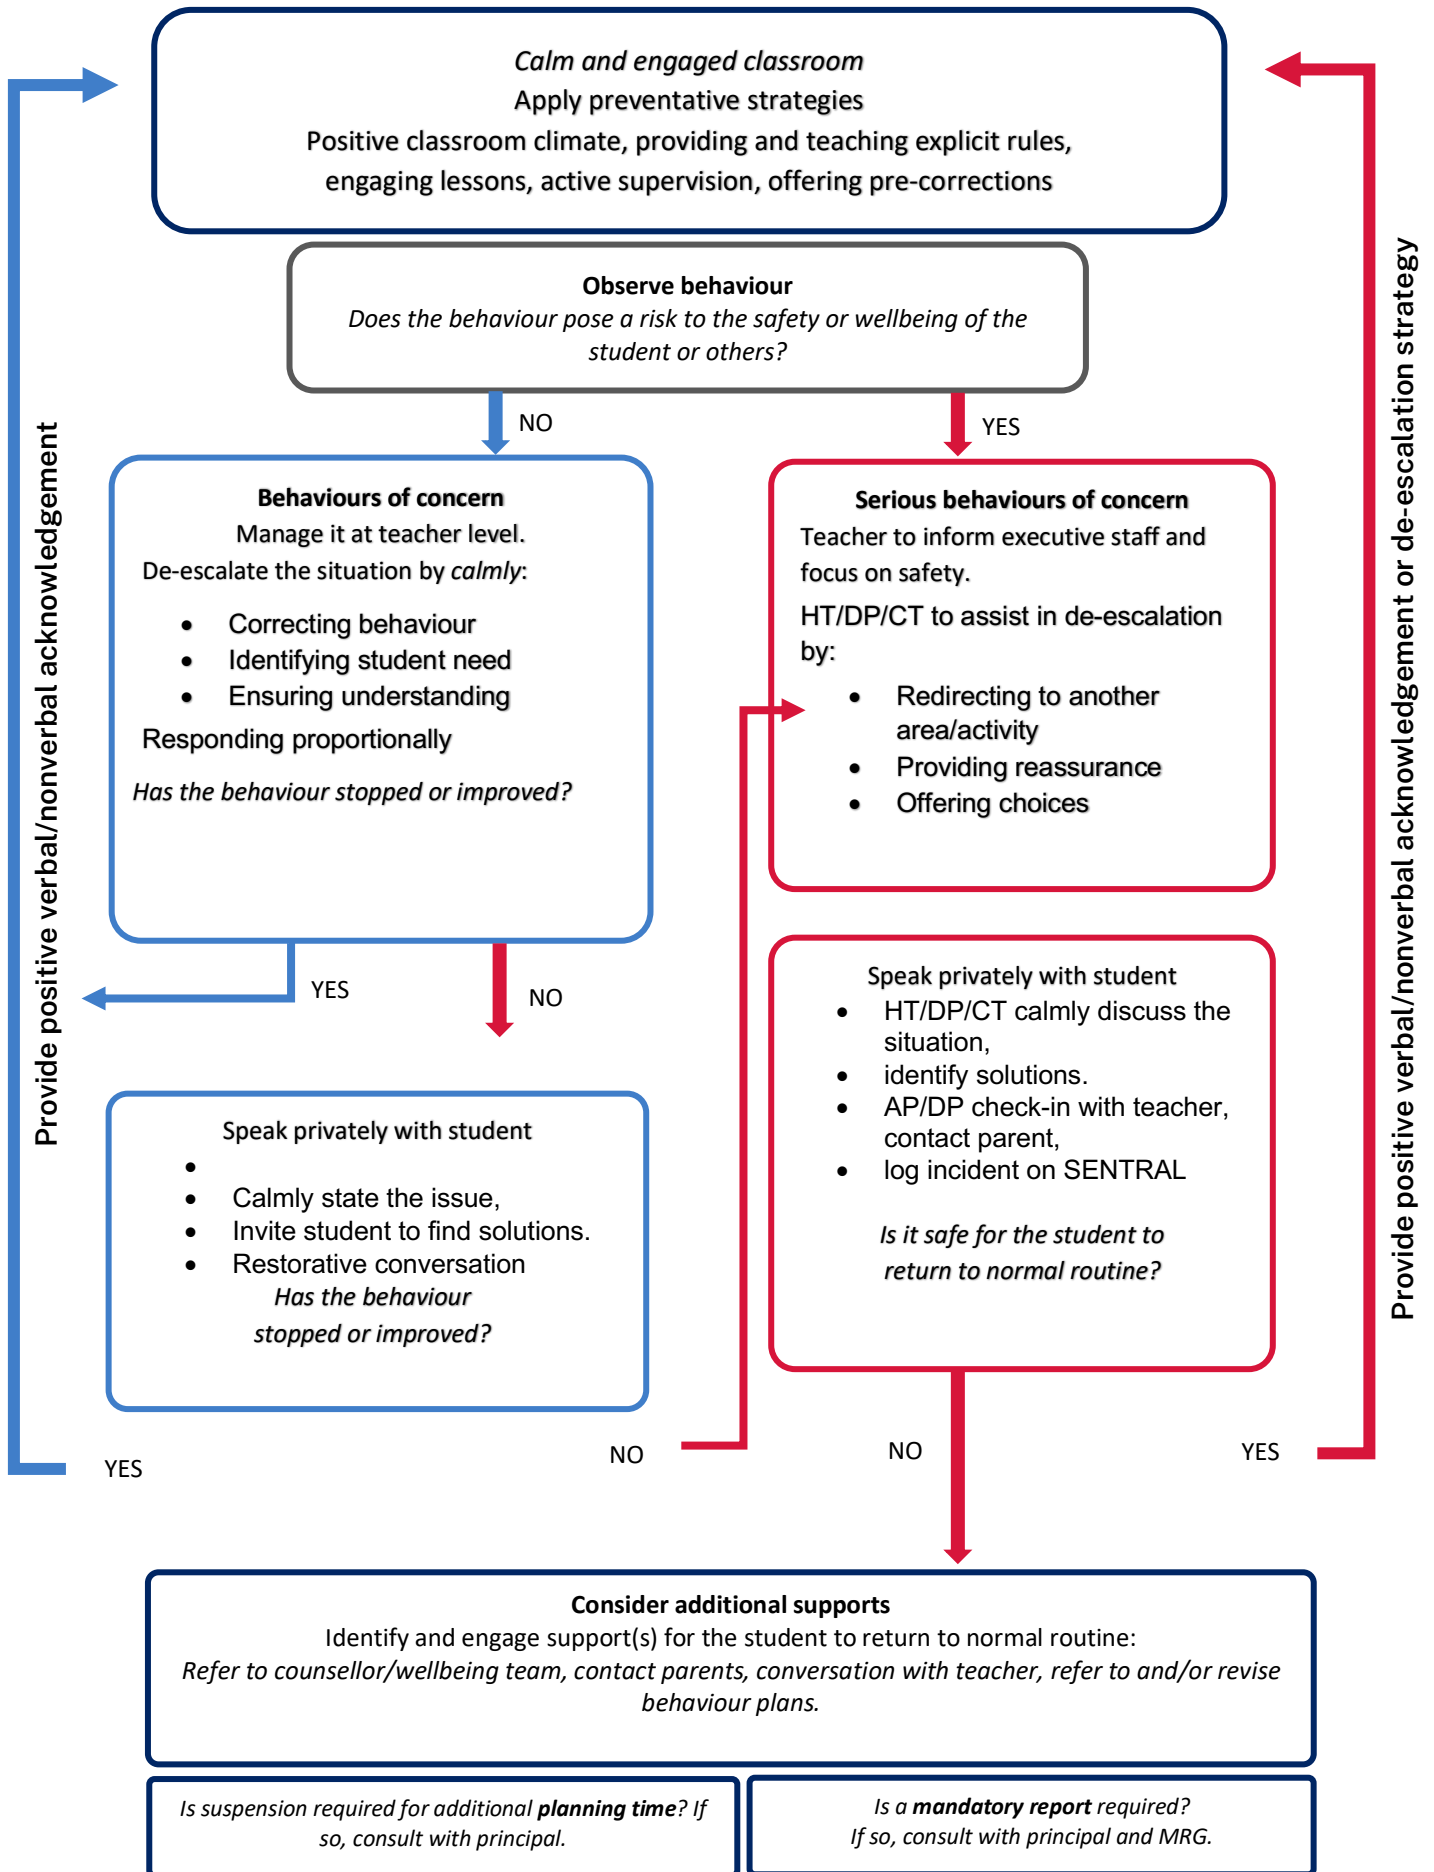 Calm and engaged classroom
Apply preventative strategies
Positive classroom climate, providing and teaching explicit rules,
engaging lessons, active supervision, offering pre-corrections
Observe behaviour
Does the behaviour pose a risk to the safety or wellbeing of the
student or others?
NO
YES
Provide positive verbal/nonverbal acknowledgement
Behaviours of concern
Manage it at teacher level.
De-escalate the situation by calmly:
• Correcting behaviour
• Identifying student need
• Ensuring understanding
Responding proportionally
Has the behaviour stopped or improved?
YES
NO
Speak privately with student
•
• Calmly state the issue,
• Invite student to find solutions.
• Restorative conversation
Has the behaviour
stopped or improved?
YES
NO
Serious behaviours of concern
Teacher to inform executive staff and
focus on safety.
HT/DP/CT to assist in de-escalation
by:
• Redirecting to another
area/activity
• Providing reassurance
• Offering choices
Speak privately with student
• HT/DP/CT calmly discuss the
situation,
• identify solutions.
• AP/DP check-in with teacher,
contact parent,
• log incident on SENTRAL
Is it safe for the student to
return to normal routine?
NO
YES
Provide positive verbal/nonverbal acknowledgement or de-escalation strategy
Consider additional supports
Identify and engage support(s) for the student to return to normal routine:
Refer to counsellor/wellbeing team, contact parents, conversation with teacher, refer to and/or revise
behaviour plans.
Is suspension required for additional planning time? If
so, consult with principal.
Is a mandatory report required?
If so, consult with principal and MRG.